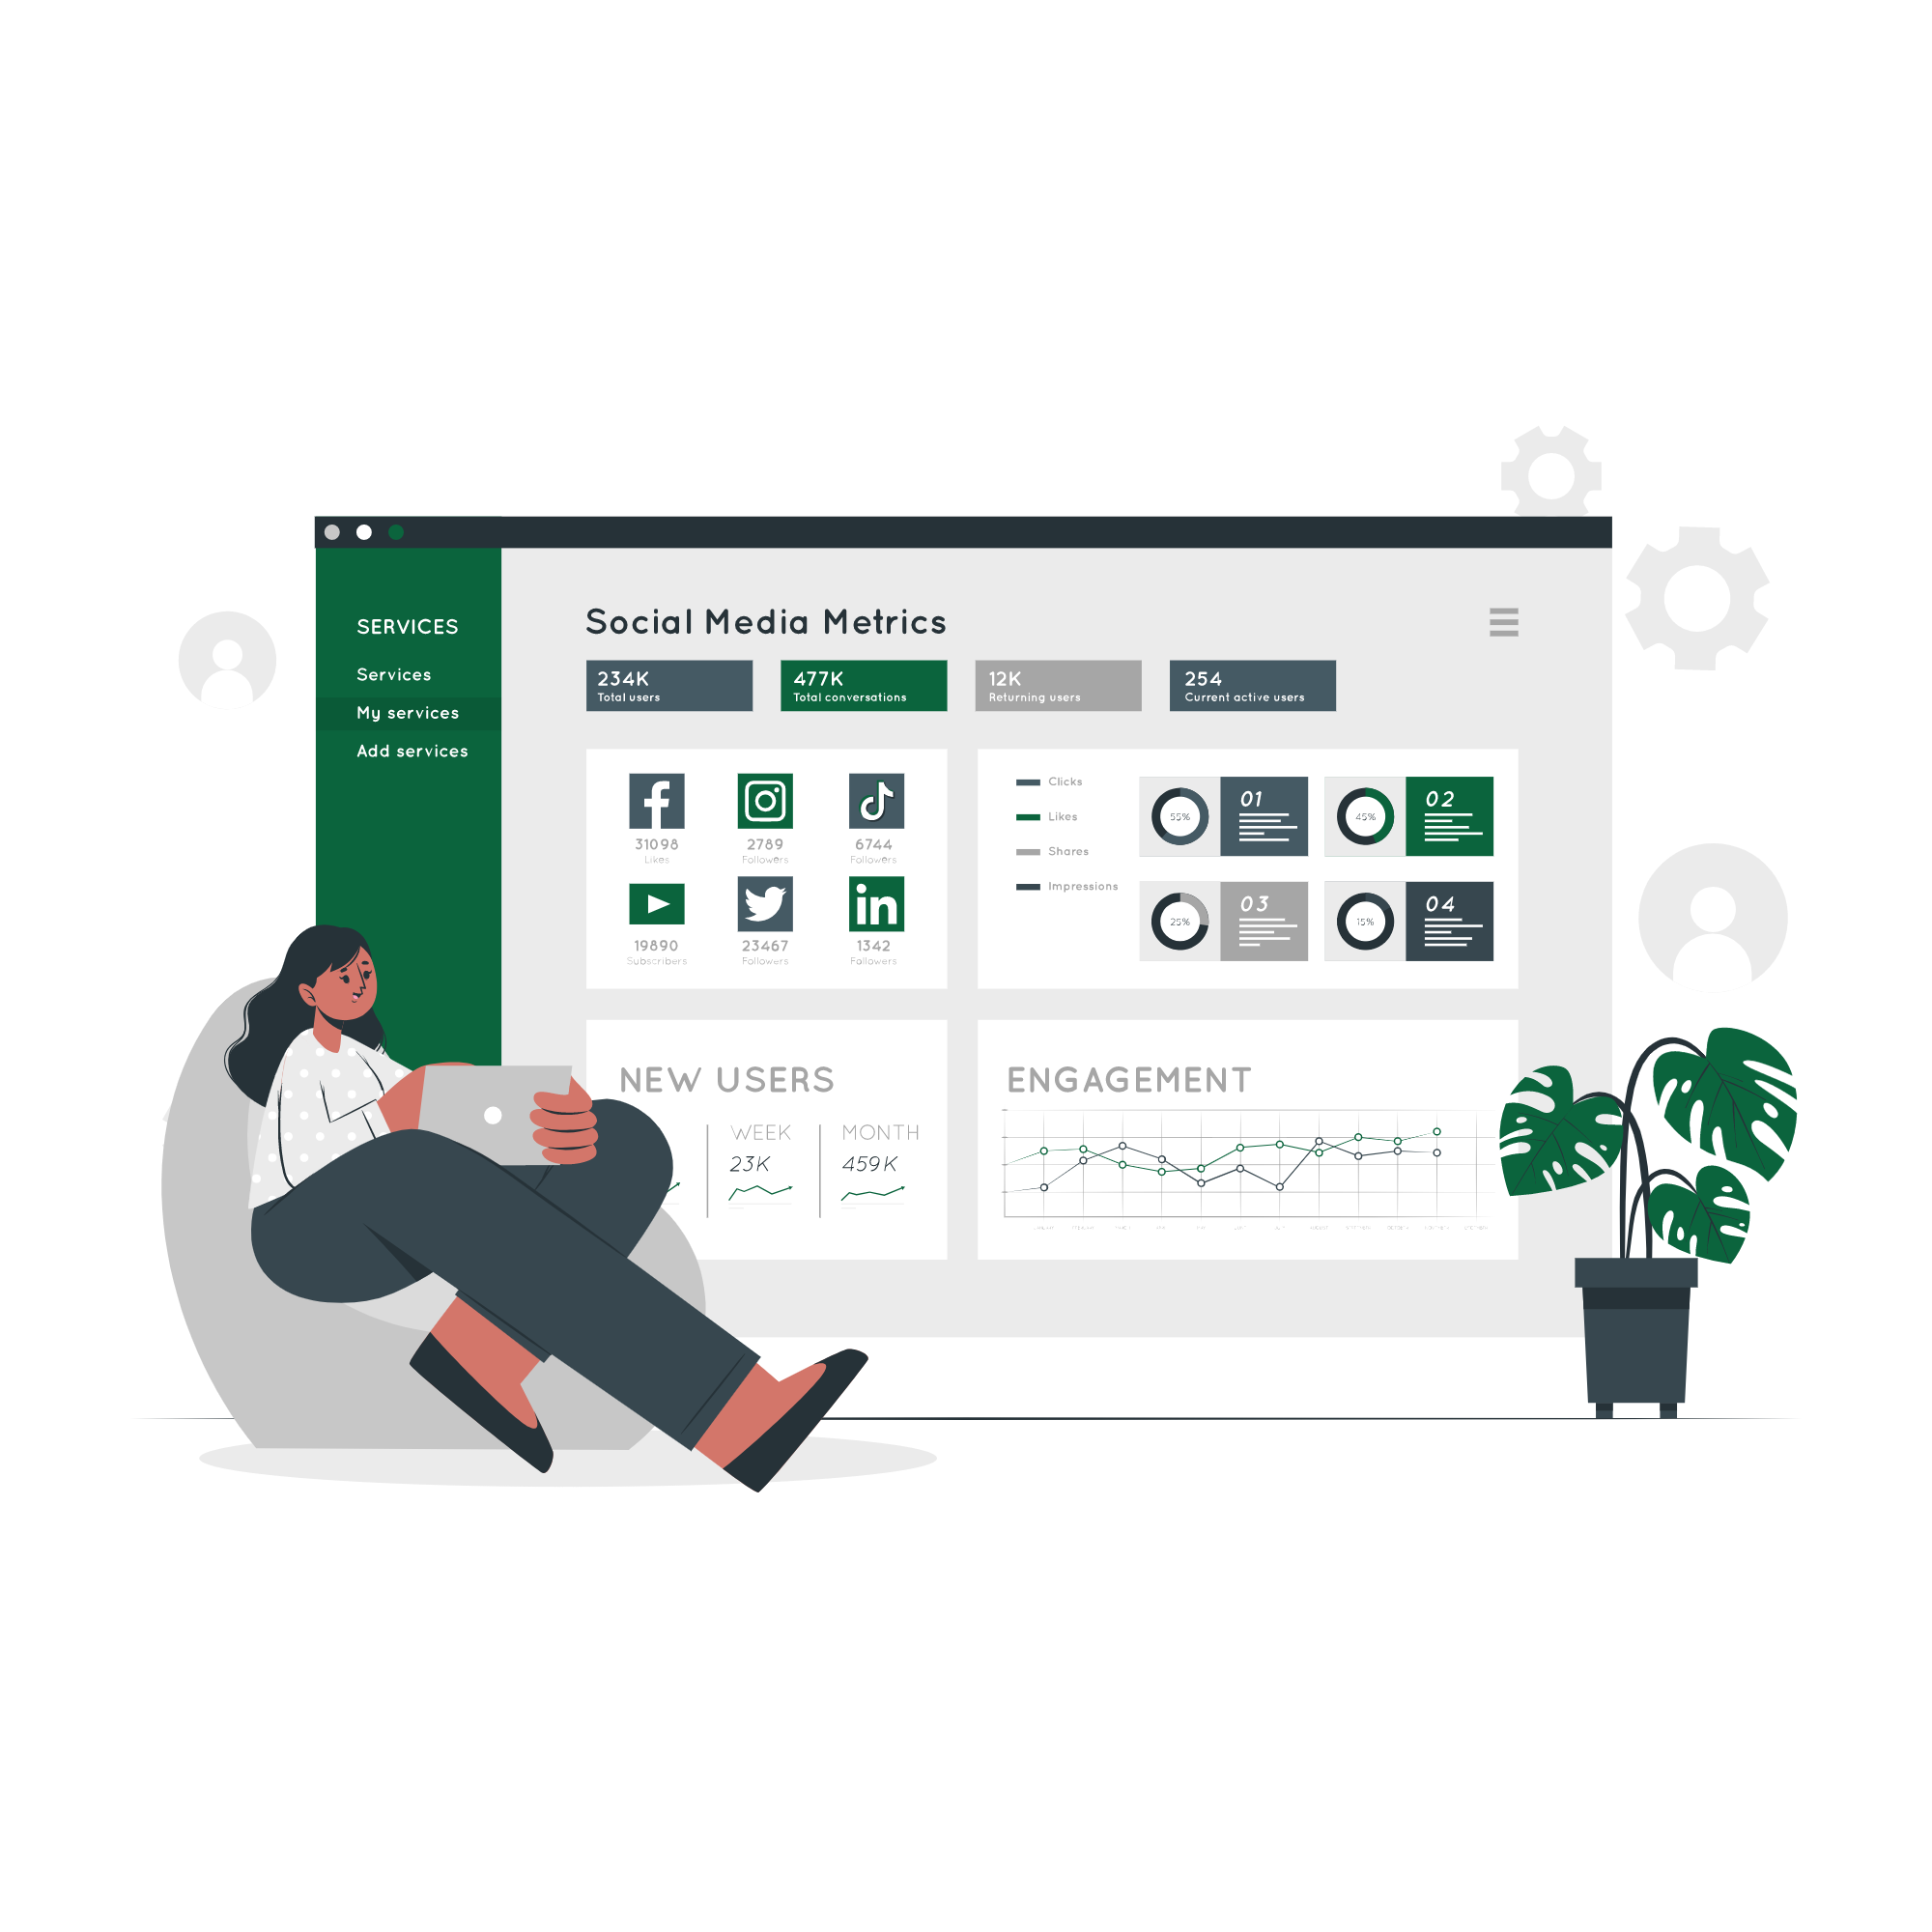 SERVICES
Services
My services
Add services
Social Media Metrics
234K
Total users
477K
Total conversations
12K
Returning users
254
Current active users
31098
Likes
2789
Followers
6744
Followers
19890
Subscribers
23467
Followers
1342
Followers
in
Clicks
Likes
Shares
Impressions
55%
01
45%
02
25%
03
15%
04
NEW USERS
WEEK
23K
MONTH
459K
ENGAGEMENT